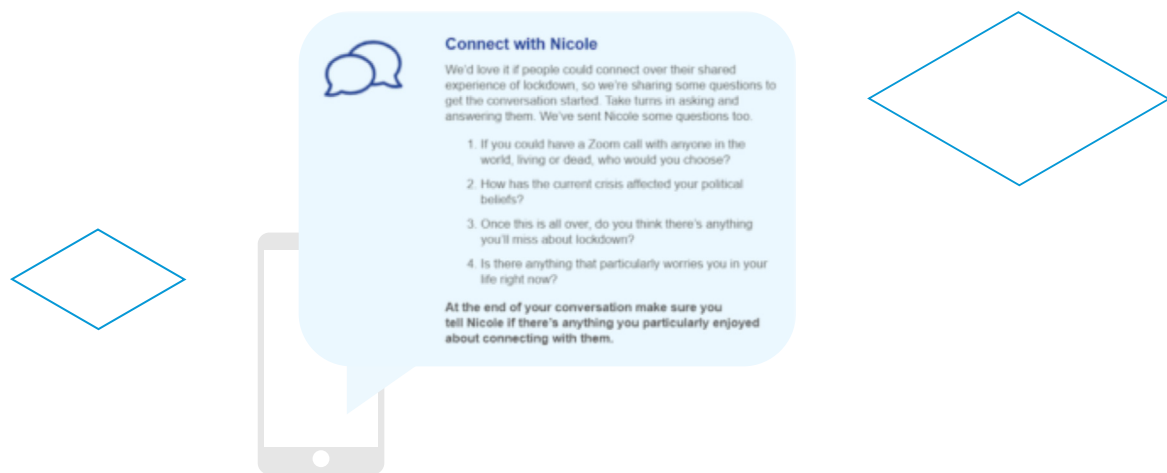 Connect with Nicole
We'd love it if people could connect over their shared
experience of lockdown, so we're sharing some questions to
get the conversation started. Take turns in asking and
answering them. We've sent Nicole some questions too.
1. If you could have a Zoom call with anyone in the
world, living or dead, who would you choose?
2. How has the current crisis affected your political
beliefs?
3. Once this is all over, do you think there's anything
you'll miss about lockdown?
4. Is there anything that particularly worries you in your
life right now?
At the end of your conversation make sure you
tell Nicole if there's anything you particularly enjoyed
about connecting with them.